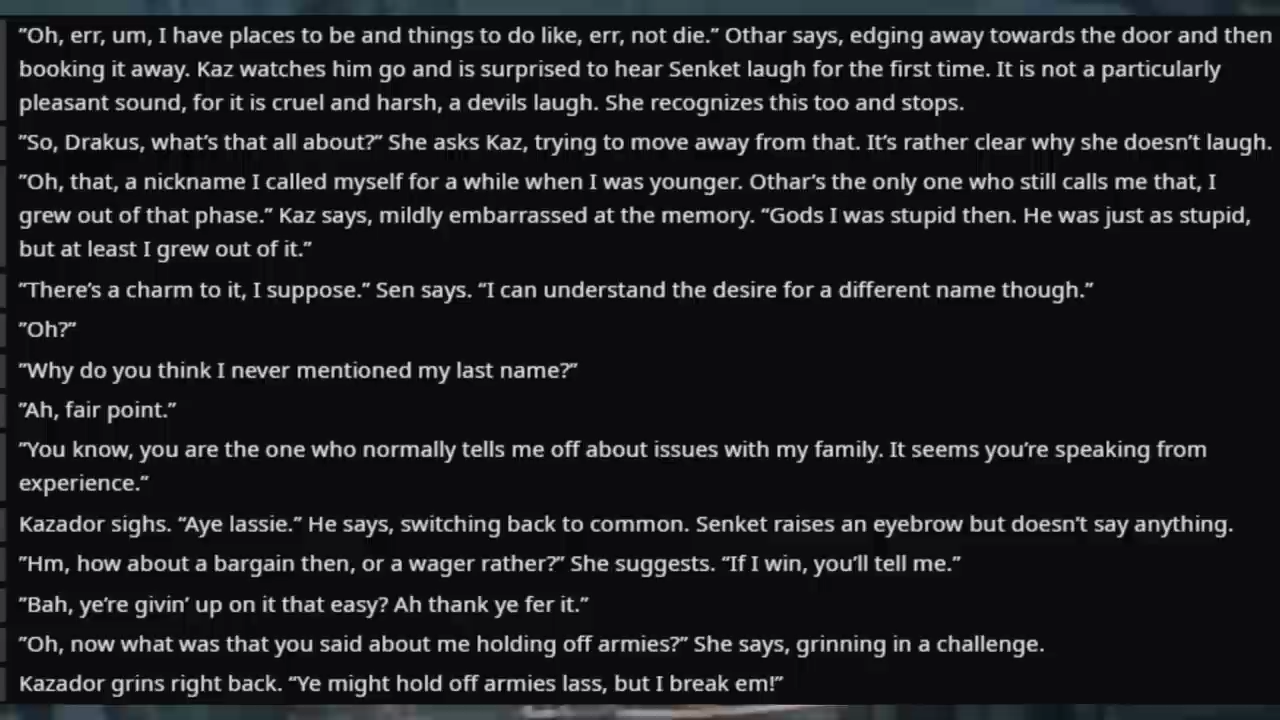 "Oh, err, um, I have places to be and things to do like, err, not die." Othar says, edging away towards the door and then
booking it away. Kaz watches him go and is surprised to hear Senket laugh for the first time. It is not a particularly
pleasant sound, for it is cruel and harsh, a devils laugh. She recognizes this too and stops.
"So, Drakus, what's that all about?" She asks Kaz, trying to move away from that. It's rather clear why she doesn't laugh.
"Oh, that, a nickname I called myself for a while when I was younger. Othar's the only one who still calls me that, I
grew out of that phase." Kaz says, mildly embarrassed at the memory. "Gods I was stupid then. He was just as stupid,
but at least I grew out of it."
"There's a charm to it, I suppose." Sen says. "I can understand the desire for a different name though."
"Oh?"
"Why do you think I never mentioned my last name?"
"Ah, fair point."
"You know, you are the one who normally tells me off about issues with my family. It seems you're speaking from
experience."
Kazador sighs. "Aye lassie." He says, switching back to common. Senket raises an eyebrow but doesn't say anything.
"Hm, how about a bargain then, or a wager rather?" She suggests. "If I win, you'll tell me."
"Bah, ye're givin' up on it that easy? Ah thank ye fer it."
"Oh, now what was that you said about me holding off armies?" She says, grinning in a challenge.
Kazador grins right back. "Ye might hold off armies lass, but I break em!"